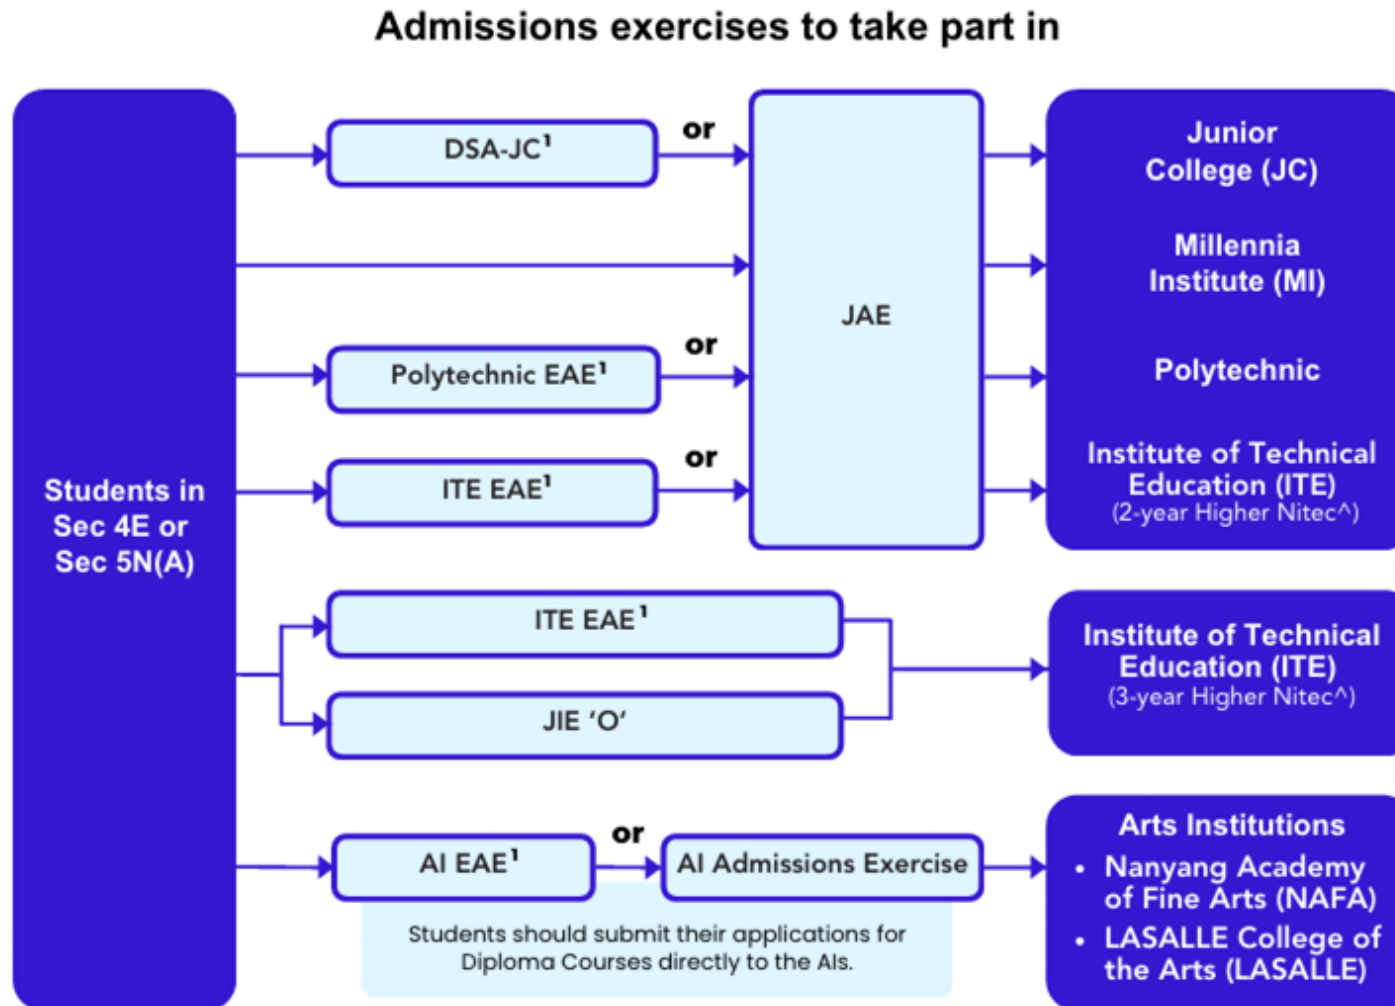 Admissions exercises to take part in
Students in
Sec 4E or
Sec 5N(A)
DSA-JC¹
or
Polytechnic EAE¹
or
ITE EAE¹
or
JAE
Junior
College (JC)
Millennia
Institute (MI)
Polytechnic
Institute of Technical
Education (ITE)
(2-year Higher Nitec^)
ITE EAE¹
JIE ‘O’
Institute of Technical
Education (ITE)
(3-year Higher Nitec^)
AI EAE¹
or
AI Admissions Exercise
Students should submit their applications for
Diploma Courses directly to the AIs.
Arts Institutions
• Nanyang Academy
of Fine Arts (NAFA)
• LASALLE College of
the Arts (LASALLE)